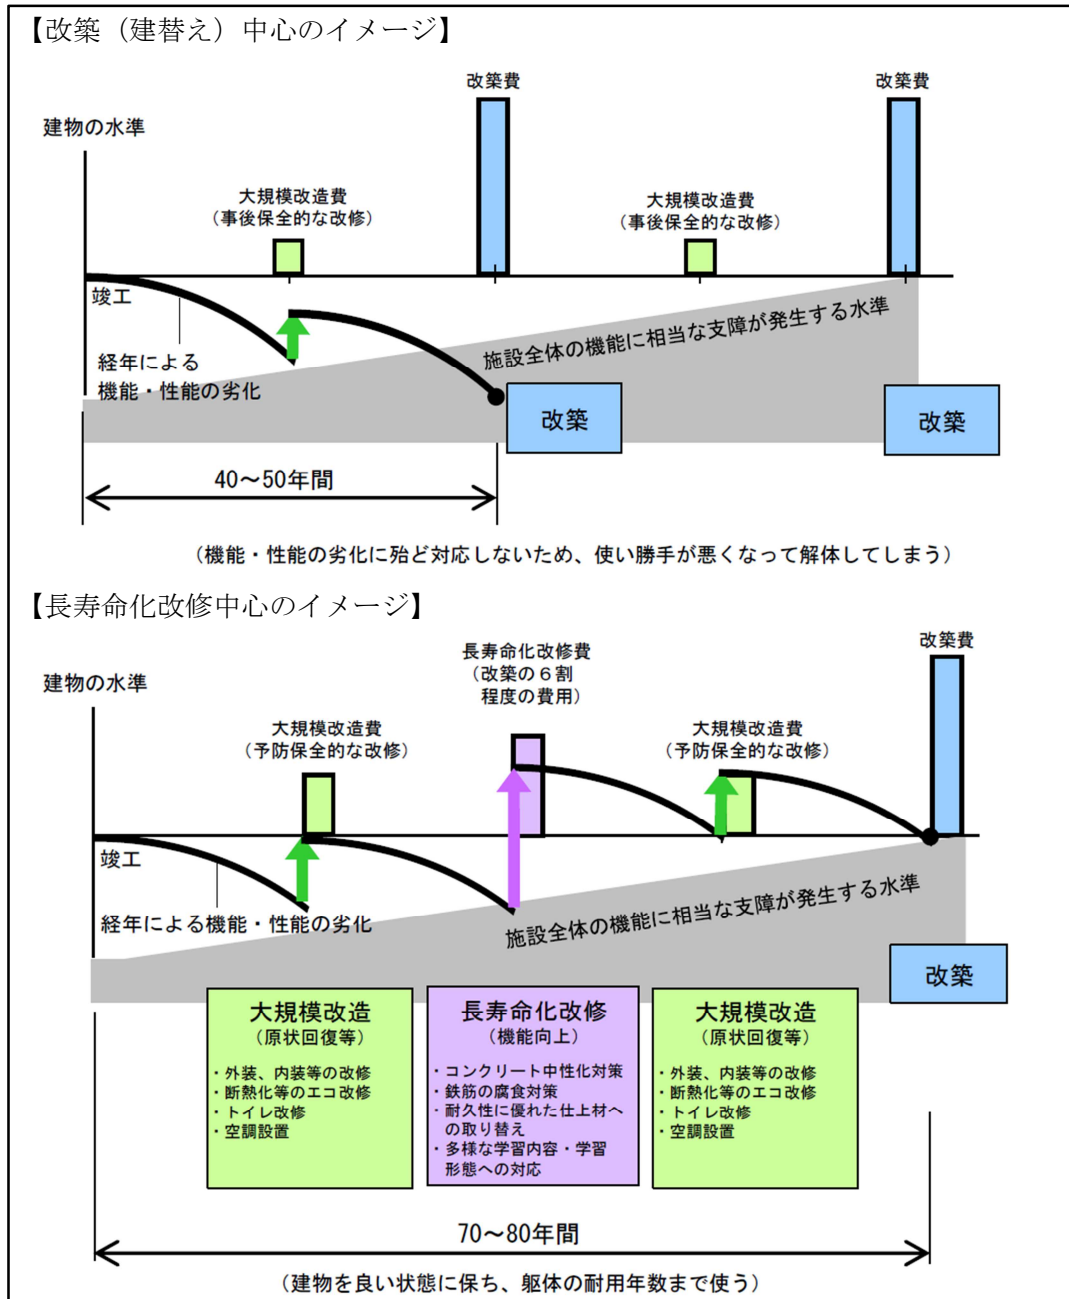 【改築（建替え）中心のイメージ】
改築費
改築費
建物の水準
大規模改造費
（事後保全的な改修）
大規模改造費
（事後保全的な改修）
竣工
経年による
機能・性能の劣化
施設全体の機能に相当な支障が発生する水準
改築
改築
40～50年間
（機能・性能の劣化に殆ど対応しないため、使い勝手が悪くなって解体してしまう）
【長寿命化改修中心のイメージ】
改築費
長寿命化改修費
（改築の６割
程度の費用）
建物の水準
大規模改造費
（予防保全的な改修）
大規模改造費
（予防保全的な改修）
竣工
経年による機能・性能の劣化
施設全体の機能に相当な支障が発生する水準
改築
大規模改造
（原状回復等）
・外装、内装等の改修
・断熱化等のエコ改修
・トイレ改修
・空調設置
長寿命化改修
（機能向上）
・コンクリート中性化対策
・鉄筋の腐食対策
・耐久性に優れた仕上材へ
の取り替え
・多様な学習内容・学習
形態への対応
大規模改造
（原状回復等）
・外装、内装等の改修
・断熱化等のエコ改修
・トイレ改修
・空調設置
70～80年間
（建物を良い状態に保ち、躯体の耐用年数まで使う）